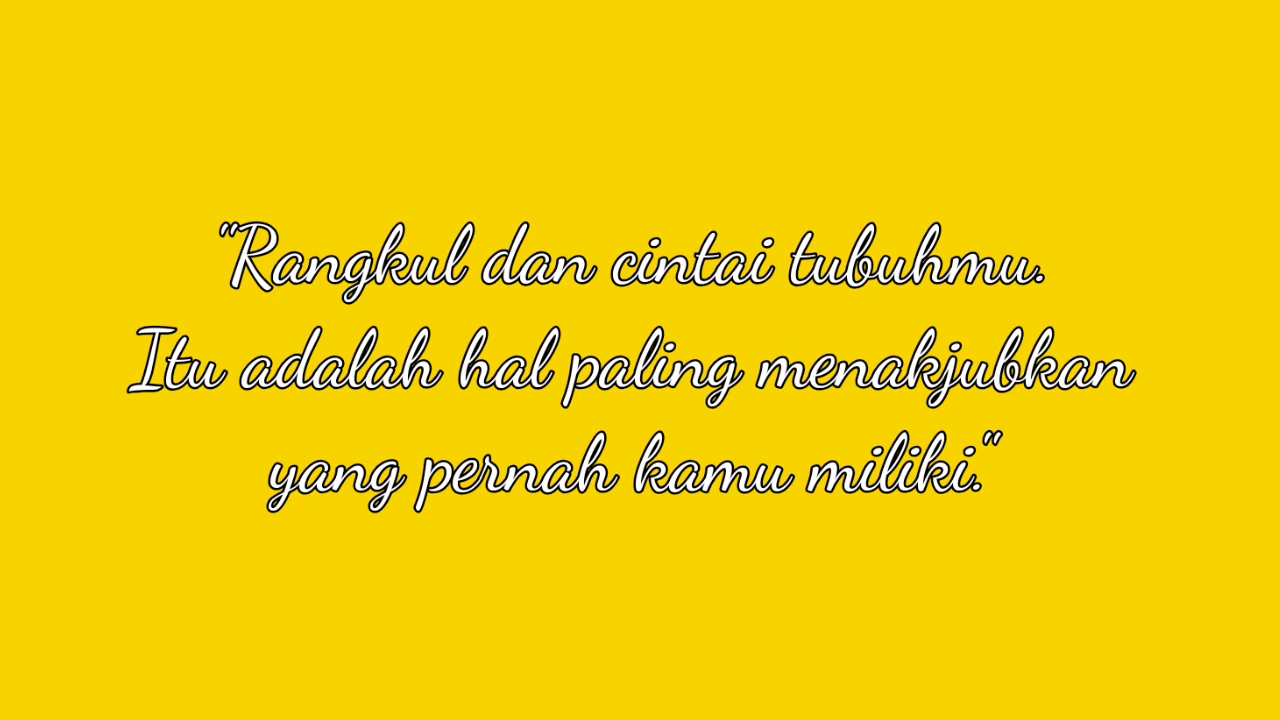 "Rangkul dan cintai tubuhmu.
Itu adalah hal paling menakjubkan
yang pernah kamu miliki."